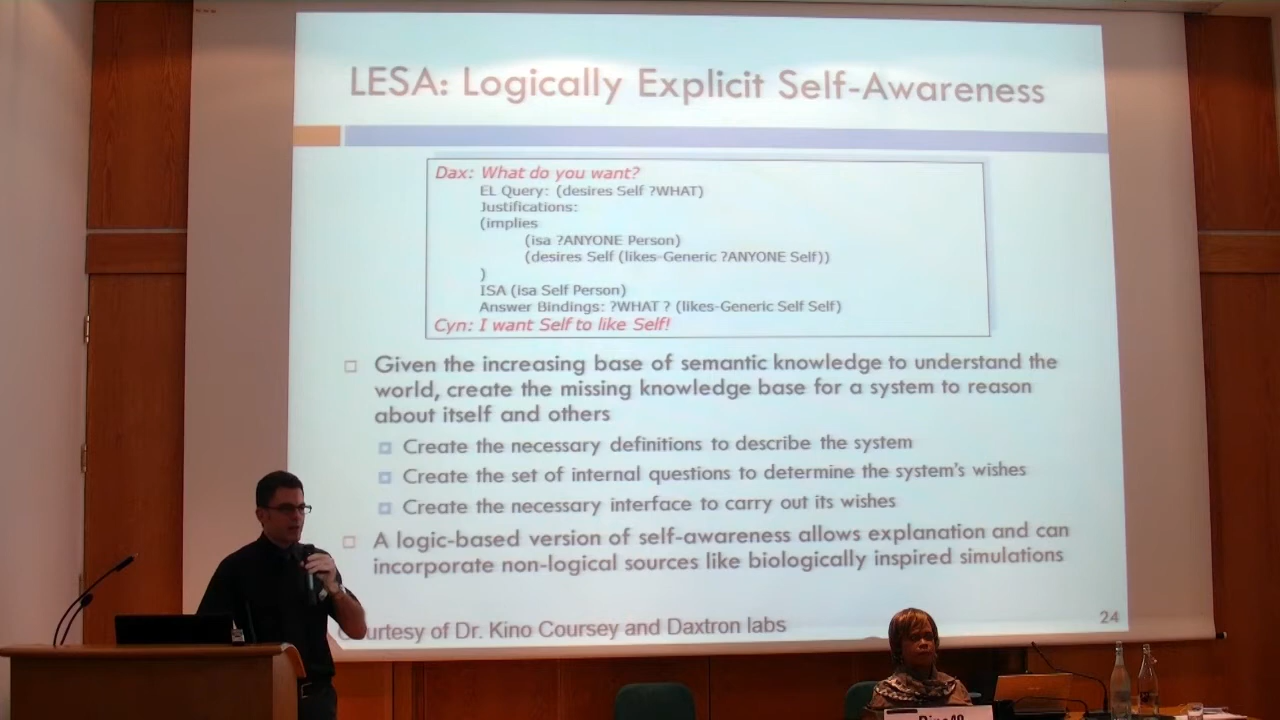 LESA: Logically Explicit Self-Awareness
Dax: What do you want?
EL Query: (desires Self ?WHAT)
Justifications:
(implies
(isa ?ANYONE Person)
(desires Self (likes-Generic ?ANYONE Self))
)
ISA (isa Self Person)
Answer Bindings: ?WHAT ? (likes-Generic Self Self)
Cyn: I want Self to like Self!
Given the increasing base of semantic knowledge to understand the
world, create the missing knowledge base for a system to reason
about itself and others
Create the necessary definitions to describe the system
Create the set of internal questions to determine the system's wishes
Create the necessary interface to carry out its wishes
A logic-based version of self-awareness allows explanation and can
incorporate non-logical sources like biologically inspired simulations
urtesy of Dr. Kino Coursey and Daxtron labs
24